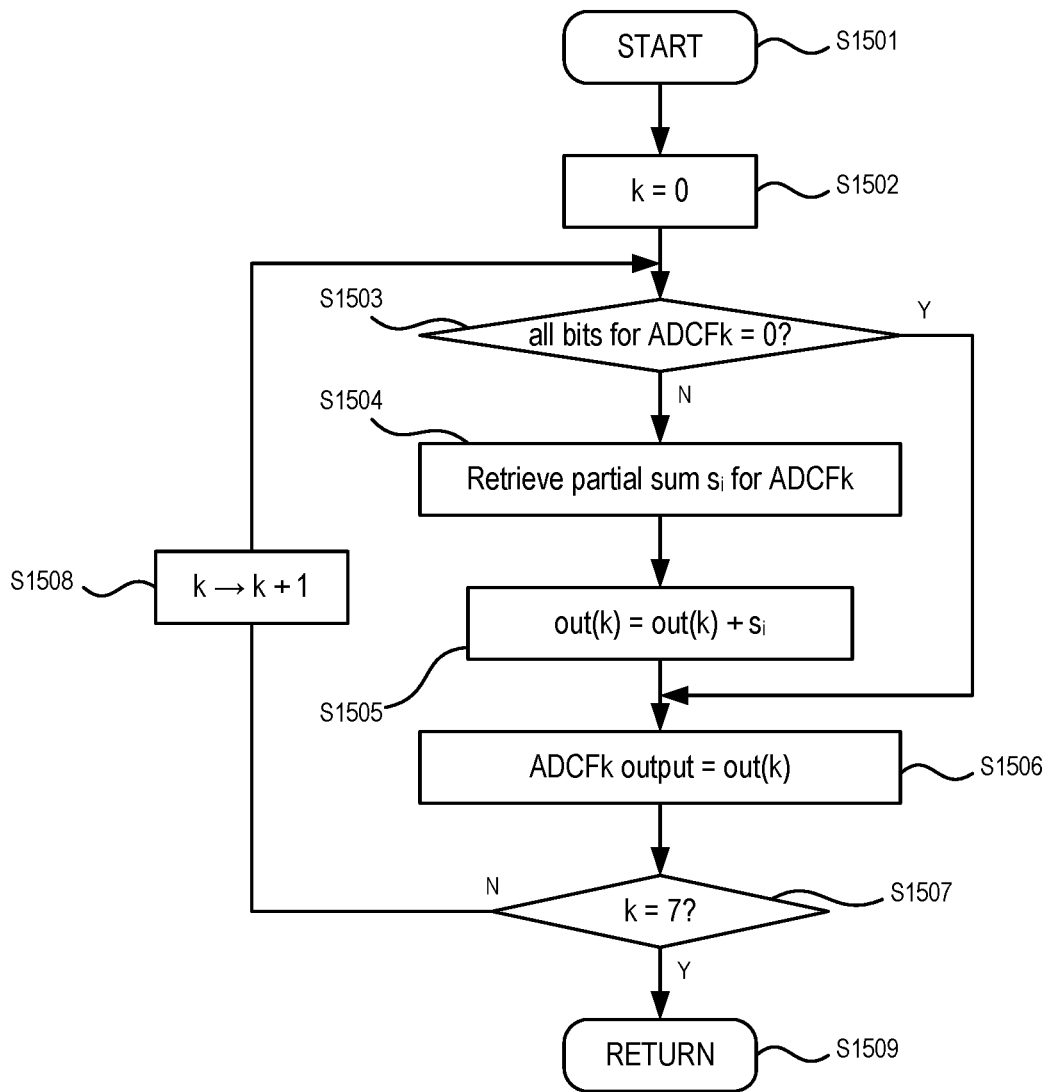 START
S1501
k = 0
S1502
S1503
all bits for ADCFk = 0?
Y
N
S1504
Retrieve partial sum sᵢ for ADCFk
S1508
k → k + 1
out(k) = out(k) + sᵢ
S1505
ADCFk output = out(k)
S1506
N
k = 7?
S1507
Y
RETURN
S1509